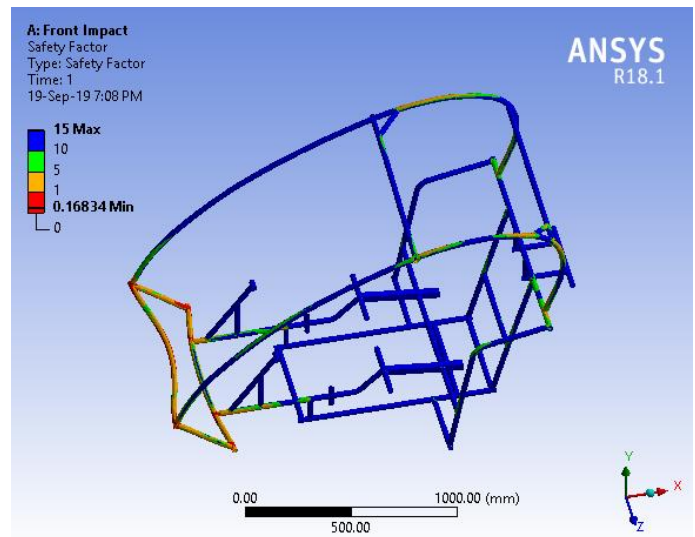 A: Front Impact
Safety Factor
Type: Safety Factor
Time: 1
19-Sep-19 7:08 PM
15 Max
10
5
1
0.16834 Min
0
ANSYS
R18.1
0.00
1000.00 (mm)
500.00
Y
X
Z